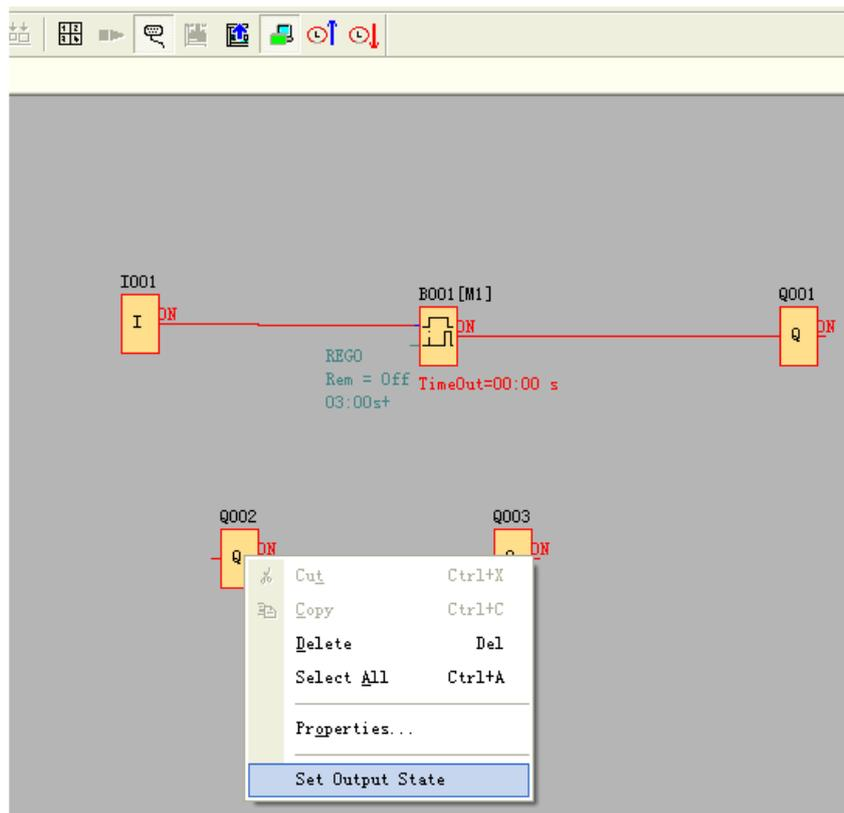 I001
I
ON
B001[M1]
ON
Q001
Q
ON
REGO
Rem = Off
03:00s+
TimeOut=00:00 s
Q002
Q
ON
Q003
ON
Cut Ctrl+X
Copy Ctrl+C
Delete Del
Select All Ctrl+A
Properties...
Set Output State